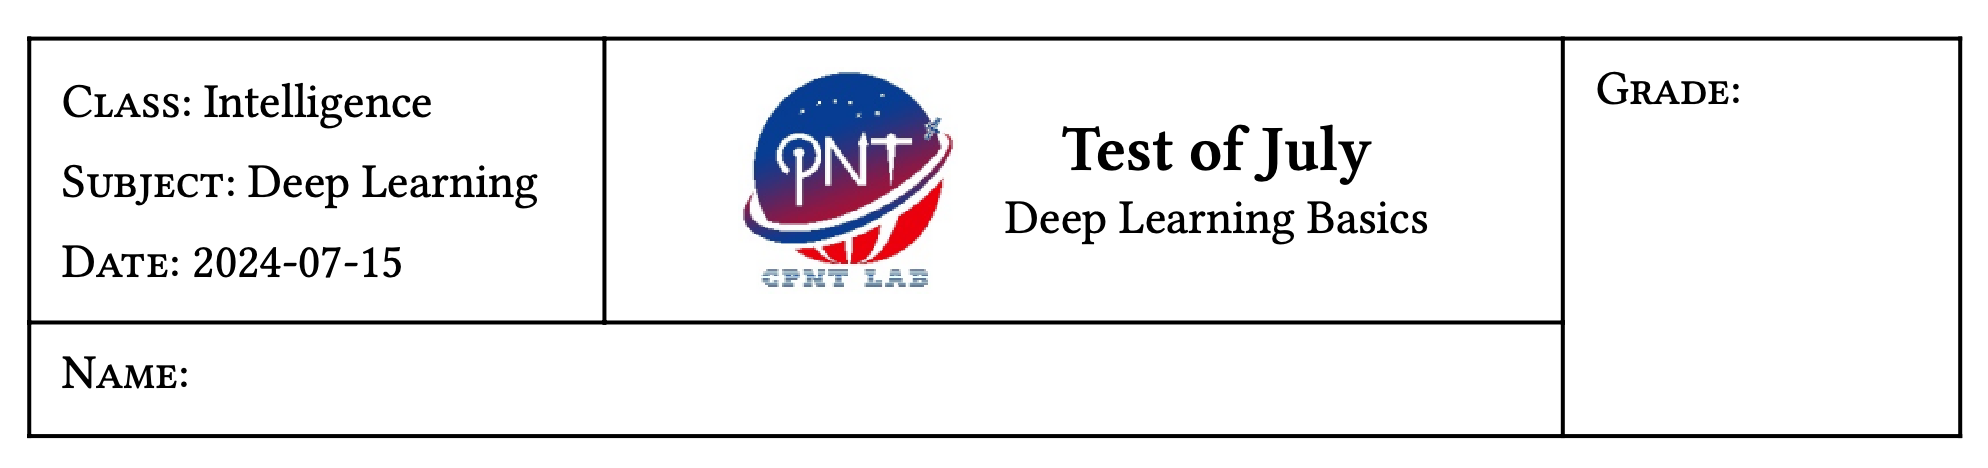 Class: Intelligence
Subject: Deep Learning
Date: 2024-07-15
PNT
CPNT LAB
Test of July
Deep Learning Basics
Grade:
Name: